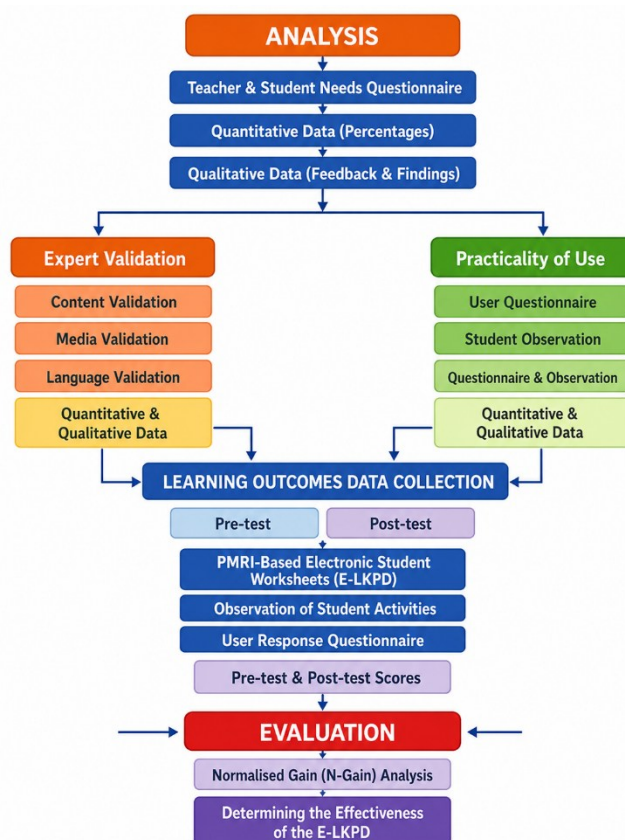 ANALYSIS
Teacher & Student Needs Questionnaire
Quantitative Data (Percentages)
Qualitative Data (Feedback & Findings)
Expert Validation
Content Validation
Media Validation
Language Validation
Quantitative &
Qualitative Data
Practicality of Use
User Questionnaire
Student Observation
Questionnaire & Observation
Quantitative &
Qualitative Data
LEARNING OUTCOMES DATA COLLECTION
Pre-test
Post-test
PMRI-Based Electronic Student
Worksheets (E-LKPD)
Observation of Student Activities
User Response Questionnaire
Pre-test & Post-test Scores
EVALUATION
Normalised Gain (N-Gain) Analysis
Determining the Effectiveness
of the E-LKPD